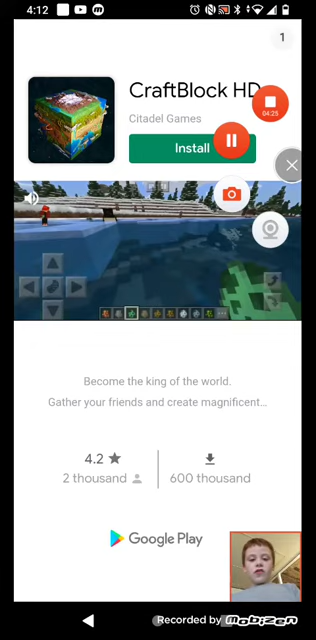 4:12
1
CraftBlock HD
Citadel Games
04:25
Install
Become the king of the world.
Gather your friends and create magnificent...
4.2
2 thousand
600 thousand
Google Play
Recorded by mobizen